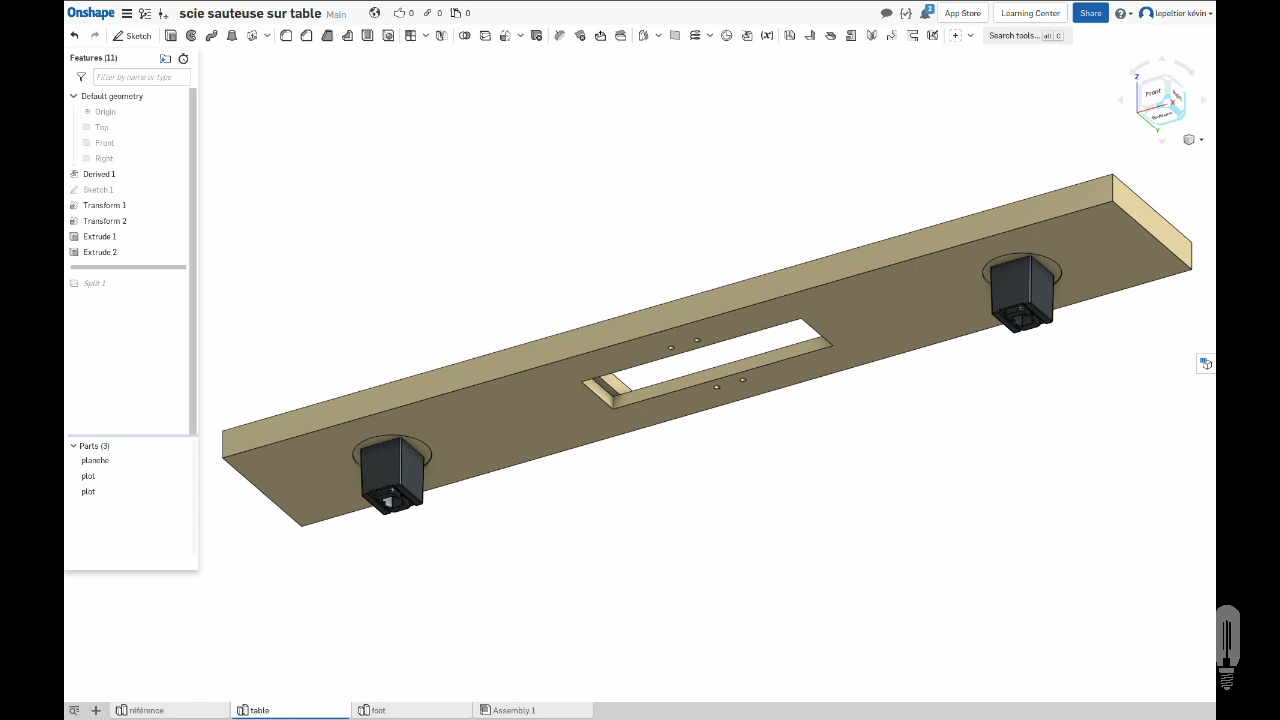 Onshape scie sauteuse sur table Main 0 0 0 2 App Store Learning Center Share lepeltier kévin
Sketch Search tools... alt C
Features (11)
Filter by name or type
Default geometry
Origin
Top
Front
Right
Derived 1
Sketch 1
Transform 1
Transform 2
Extrude 1
Extrude 2
Split 1
Parts (3)
planche
plot
plot
Z
Front
X
Bottom
Y
référence table foot Assembly 1